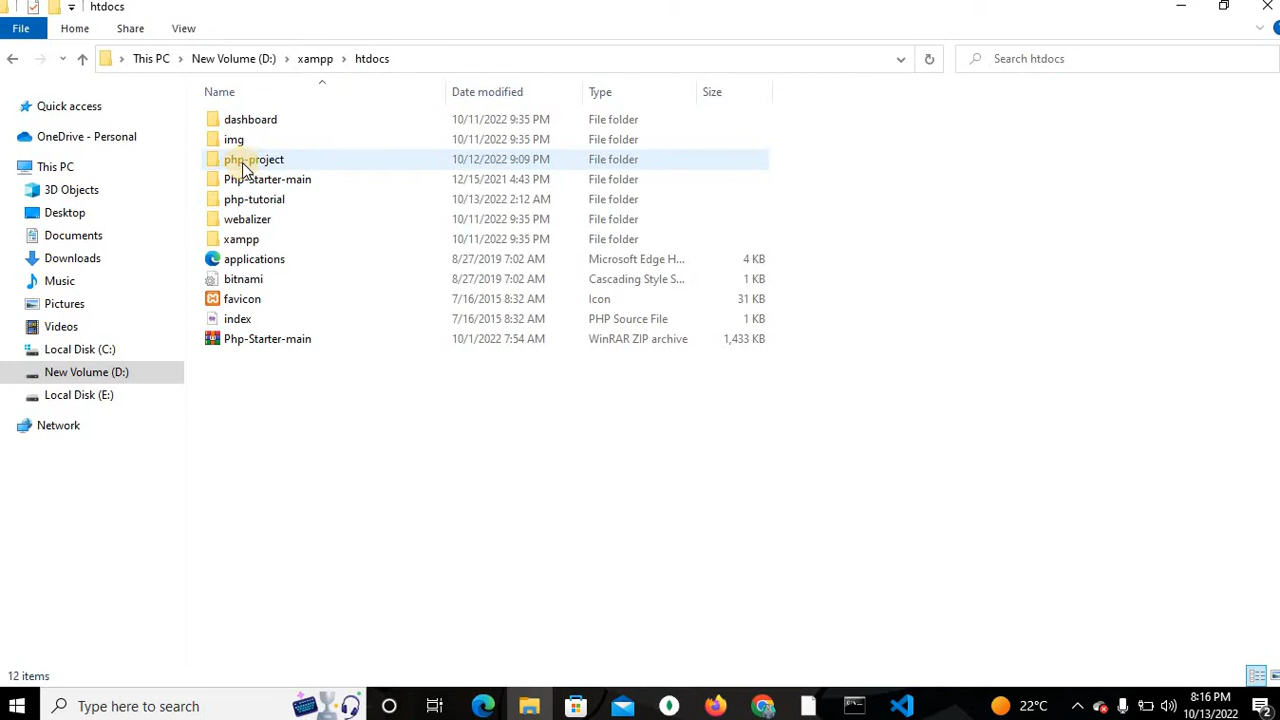 htdocs
File Home Share View
This PC New Volume (D:) xampp htdocs Search htdocs
Name Date modified Type Size
Quick access
OneDrive - Personal
This PC
3D Objects
Desktop
Documents
Downloads
Music
Pictures
Videos
Local Disk (C:)
New Volume (D:)
Local Disk (E:)
Network
dashboard 10/11/2022 9:35 PM File folder
img 10/11/2022 9:35 PM File folder
php-project 10/12/2022 9:09 PM File folder
Php-Starter-main 12/15/2021 4:43 PM File folder
php-tutorial 10/13/2022 2:12 AM File folder
webalizer 10/11/2022 9:35 PM File folder
xampp 10/11/2022 9:35 PM File folder
applications 8/27/2019 7:02 AM Microsoft Edge H... 4 KB
bitnami 8/27/2019 7:02 AM Cascading Style S... 1 KB
favicon 7/16/2015 8:32 AM Icon 31 KB
index 7/16/2015 8:32 AM PHP Source File 1 KB
Php-Starter-main 10/1/2022 7:54 AM WinRAR ZIP archive 1,433 KB
12 items
Type here to search 22°C 8:16 PM
10/13/2022 2